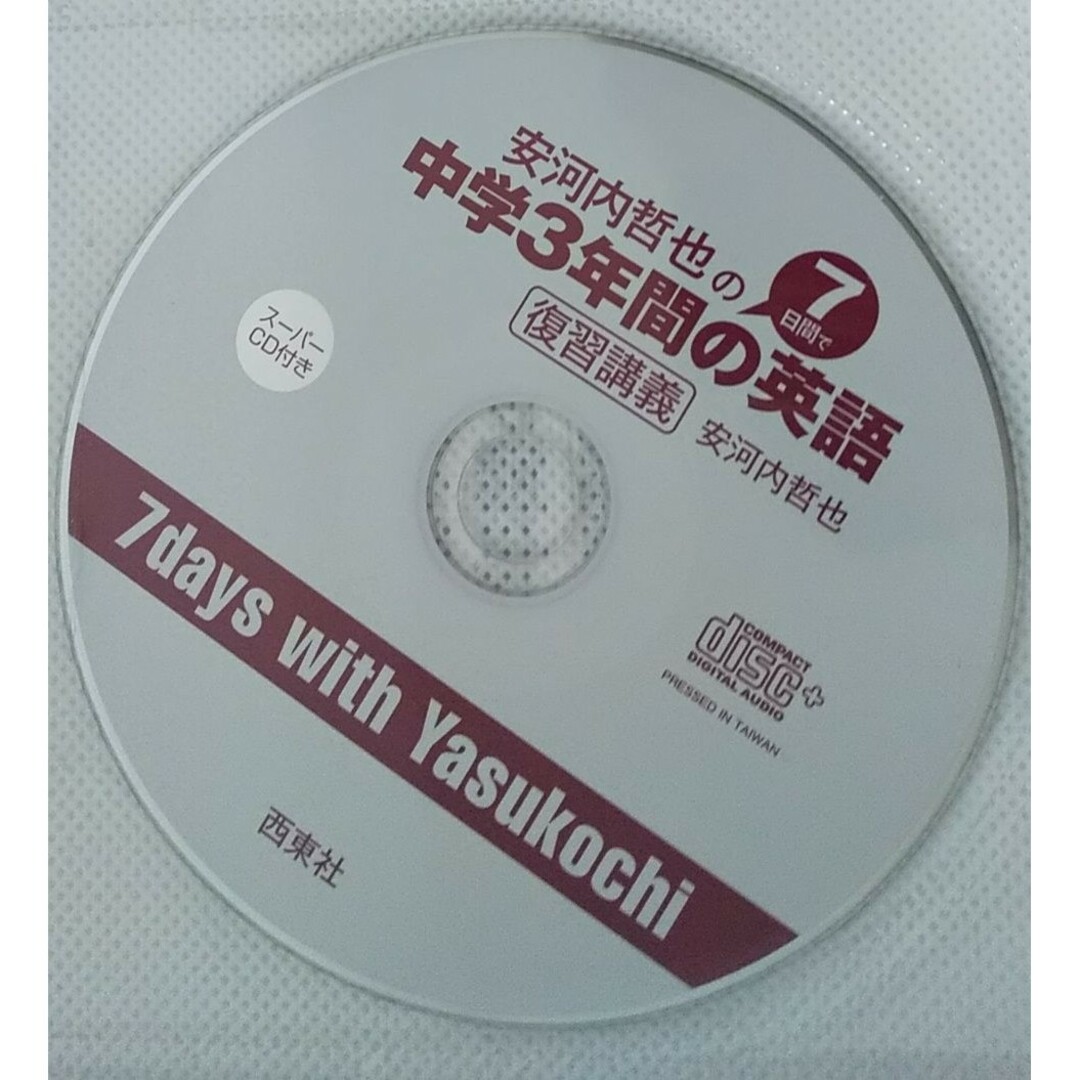 安河内哲也の
7
日間で
中学3年間の英語
復習講義
安河内哲也
スーパー
CD付き
COMPACT
disc+
DIGITAL AUDIO
PRESSED IN TAIWAN
7days with Yasukochi
西東社